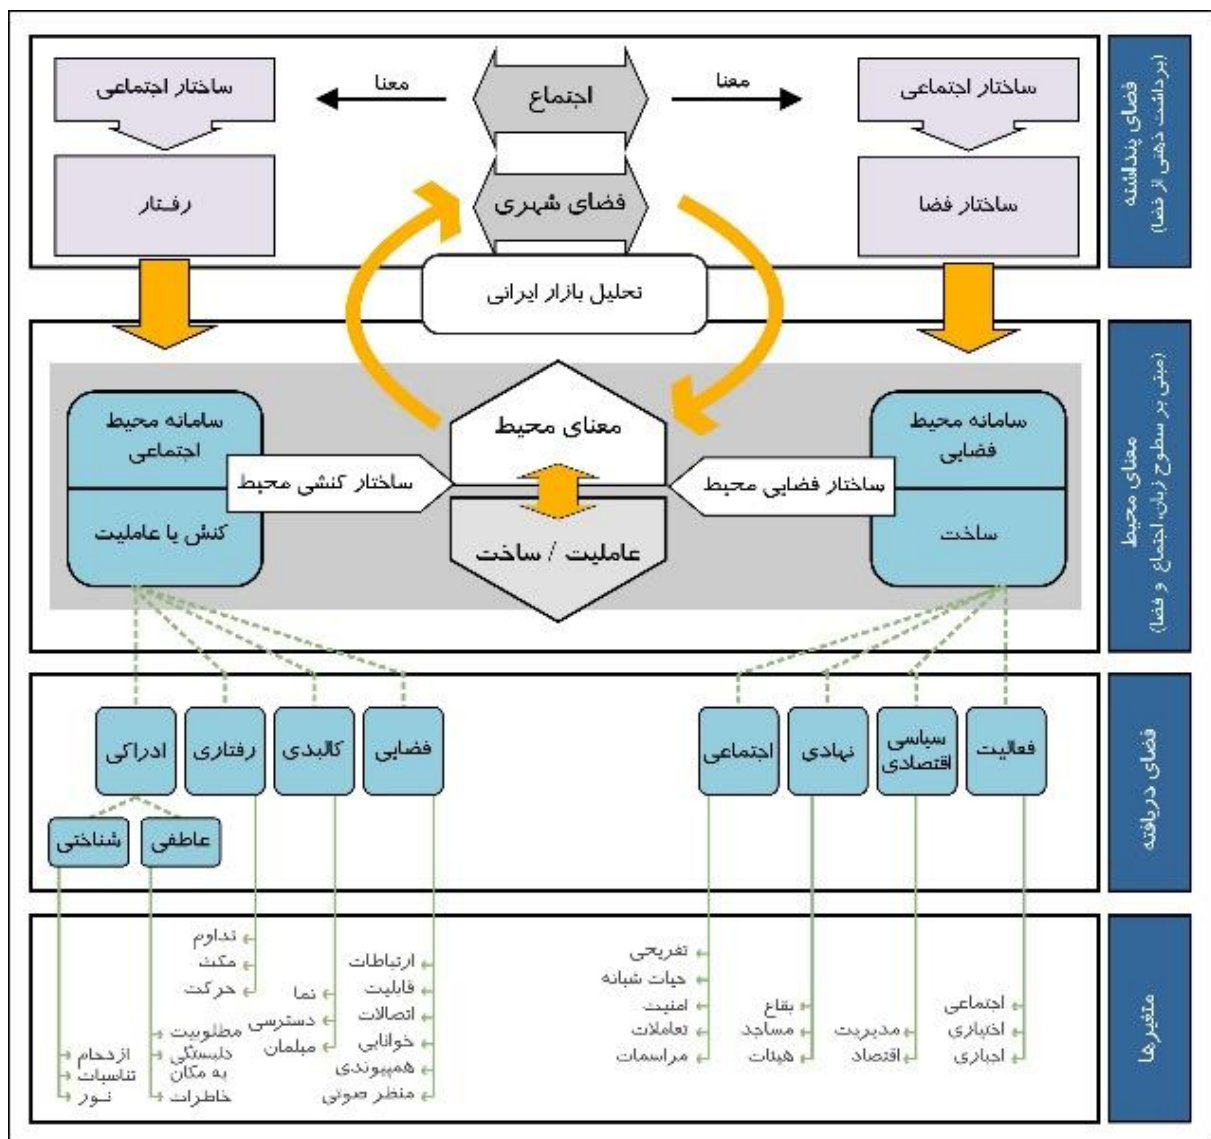 فضای پنداشته
(برداشت ذهنی از فضا)
ساختار اجتماعی
معنا
اجتماع
معنا
ساختار اجتماعی
ساختار فضا
فضای شهری
رفتار
تحلیل بازار ایرانی
معنای محیط
(مبتی بر سطوح زبان، اجتماع و فضا)
سامانه محیط
فضایی
ساخت
ساختار فضایی محیط
معنای محیط
عاملیت / ساخت
ساختار کنشی محیط
سامانه محیط
اجتماعی
کنش یا عاملیت
فضای دریافته
فعالیت
سیاسی
اقتصادی
نهادی
اجتماعی
فضایی
کالبدی
رفتاری
ادراکی
عاطفی
شناختی
متغیرها
اجتماعی
اختیاری
اجباری
مدیریت
اقتصاد
بقاع
مساجد
هیئات
تفریحی
حیات شبانه
امنیت
تعاملات
مراسمات
ارتباطات
قابلیت
اتصالات
خوانایی
همپیوندی
منظر صوتی
نما
دسترسی
مبلمان
تداوم
مکث
حرکت
مطلوبیت
دلبستگی
به مکان
خاطرات
ازدحام
تناسبات
نور